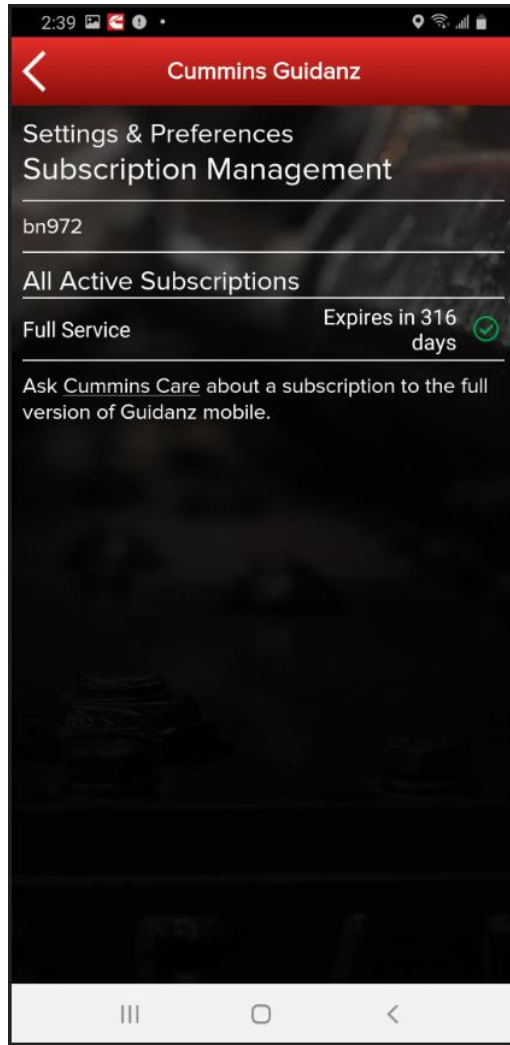 2:39
Cummins Guidanz
Settings & Preferences
Subscription Management
bn972
All Active Subscriptions
Full Service
Expires in 316
days
Ask Cummins Care about a subscription to the full
version of Guidanz mobile.